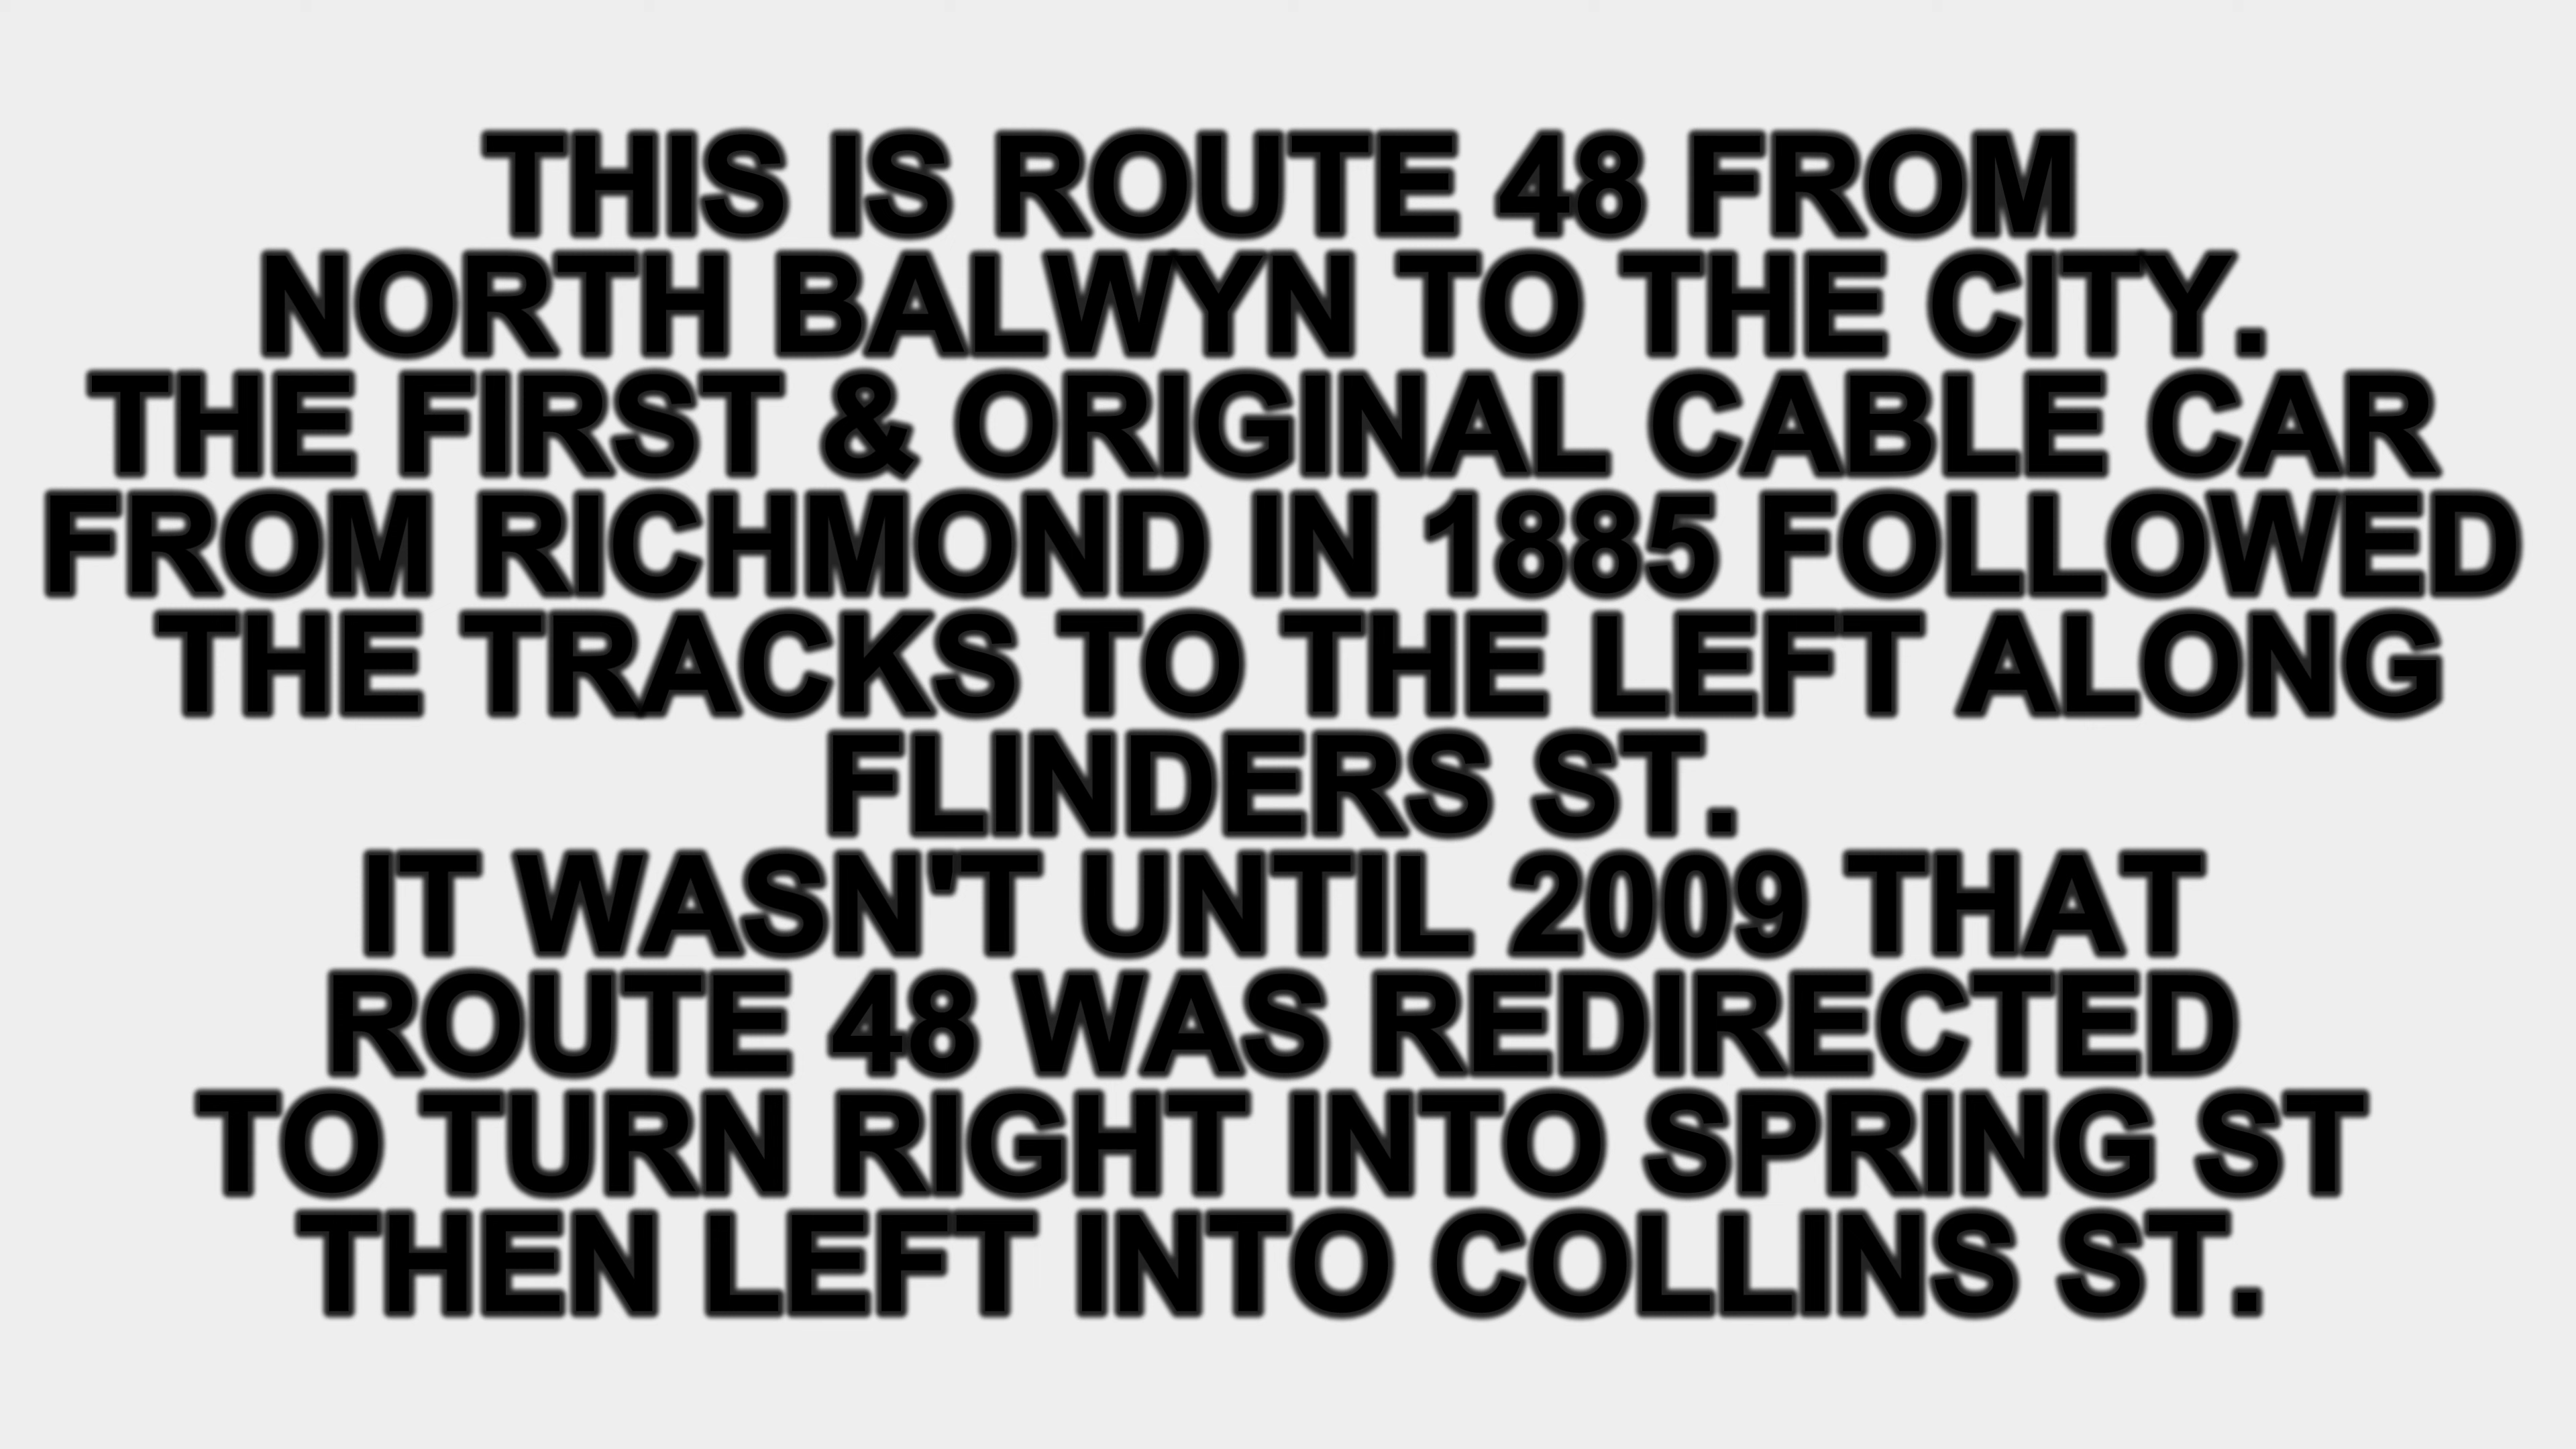 THIS IS ROUTE 48 FROM
NORTH BALWYN TO THE CITY.
THE FIRST & ORIGINAL CABLE CAR
FROM RICHMOND IN 1885 FOLLOWED
THE TRACKS TO THE LEFT ALONG
FLINDERS ST.
IT WASN'T UNTIL 2009 THAT
ROUTE 48 WAS REDIRECTED
TO TURN RIGHT INTO SPRING ST
THEN LEFT INTO COLLINS ST.